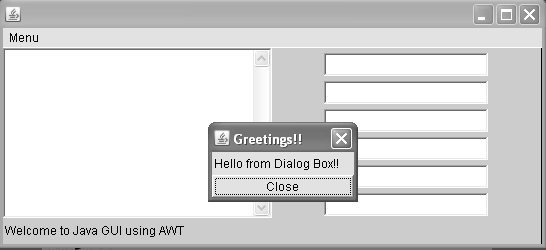 Menu
Greetings!!
Hello from Dialog Box!!
Close
Welcome to Java GUI using AWT